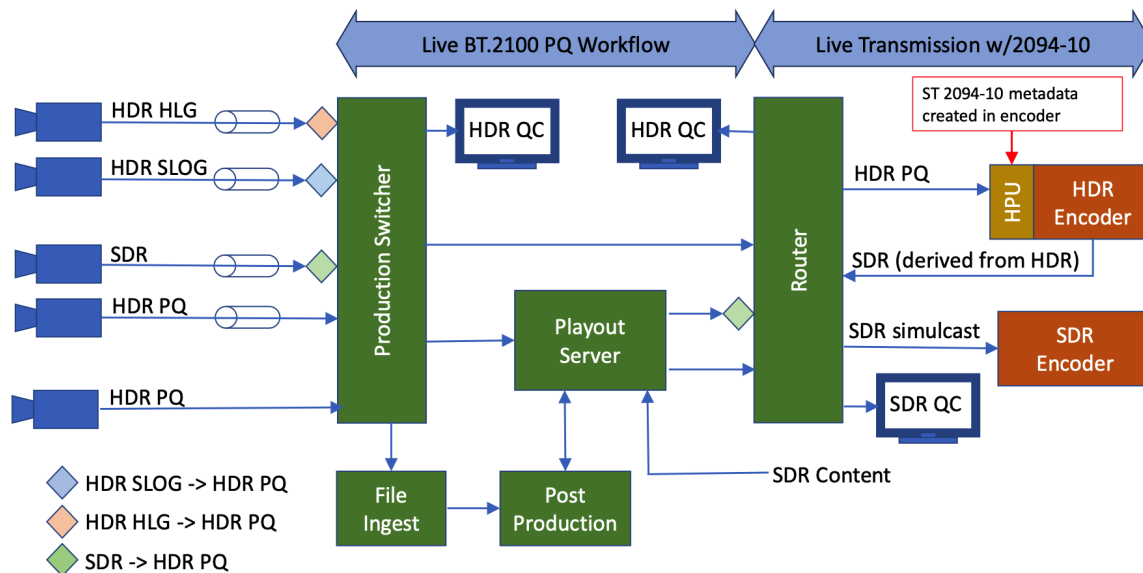 Live BT.2100 PQ Workflow
Live Transmission w/2094-10
HDR HLG
HDR SLOG
SDR
HDR PQ
HDR PQ
Production Switcher
HDR QC
HDR QC
ST 2094-10 metadata
created in encoder
HDR PQ
HPU
HDR
Encoder
SDR (derived from HDR)
Router
Playout
Server
SDR simulcast
SDR
Encoder
SDR QC
SDR Content
File
Ingest
Post
Production
HDR SLOG -> HDR PQ
HDR HLG -> HDR PQ
SDR -> HDR PQ